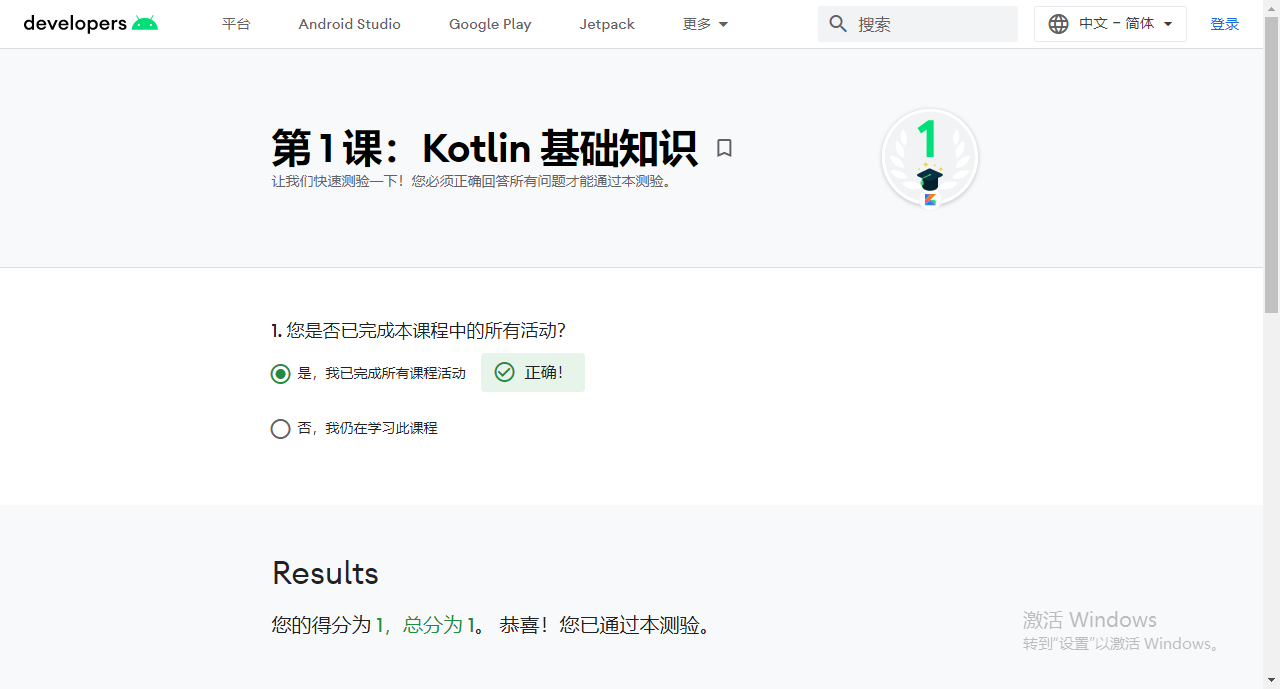 developers
平台
Android Studio
Google Play
Jetpack
更多
搜索
中文 – 简体
登录
第 1 课：Kotlin 基础知识
让我们快速测验一下！您必须正确回答所有问题才能通过本测验。
1
1. 您是否已完成本课程中的所有活动？
是，我已完成所有课程活动
正确！
否，我仍在学习此课程
Results
您的得分为 1，总分为 1。 恭喜！您已通过本测验。
激活 Windows
转到“设置”以激活 Windows。